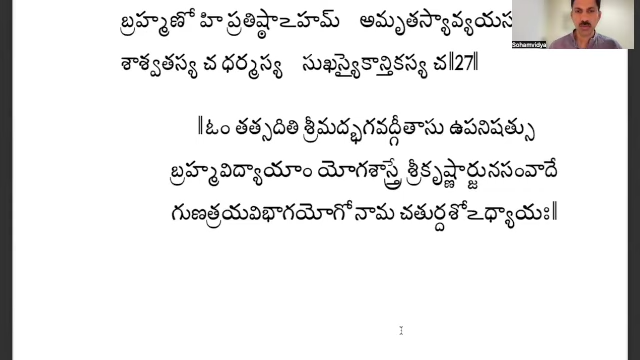 బ్రహ్మణో హి ప్రతిష్ఠాఽహమ్ అమృతస్యావ్యయస
Sohamvidya
శాశ్వతస్య చ ధర్మస్య సుఖస్యైకాన్తికస్య చ॥27॥
॥ఓం తత్సదితి శ్రీమద్భగవద్గీతాసు ఉపనిషత్సు
బ్రహ్మవిద్యాయాం యోగశాస్త్రే శ్రీకృష్ణార్జునసంవాదే
గుణత్రయవిభాగయోగోనామ చతుర్దశోఽధ్యాయః॥